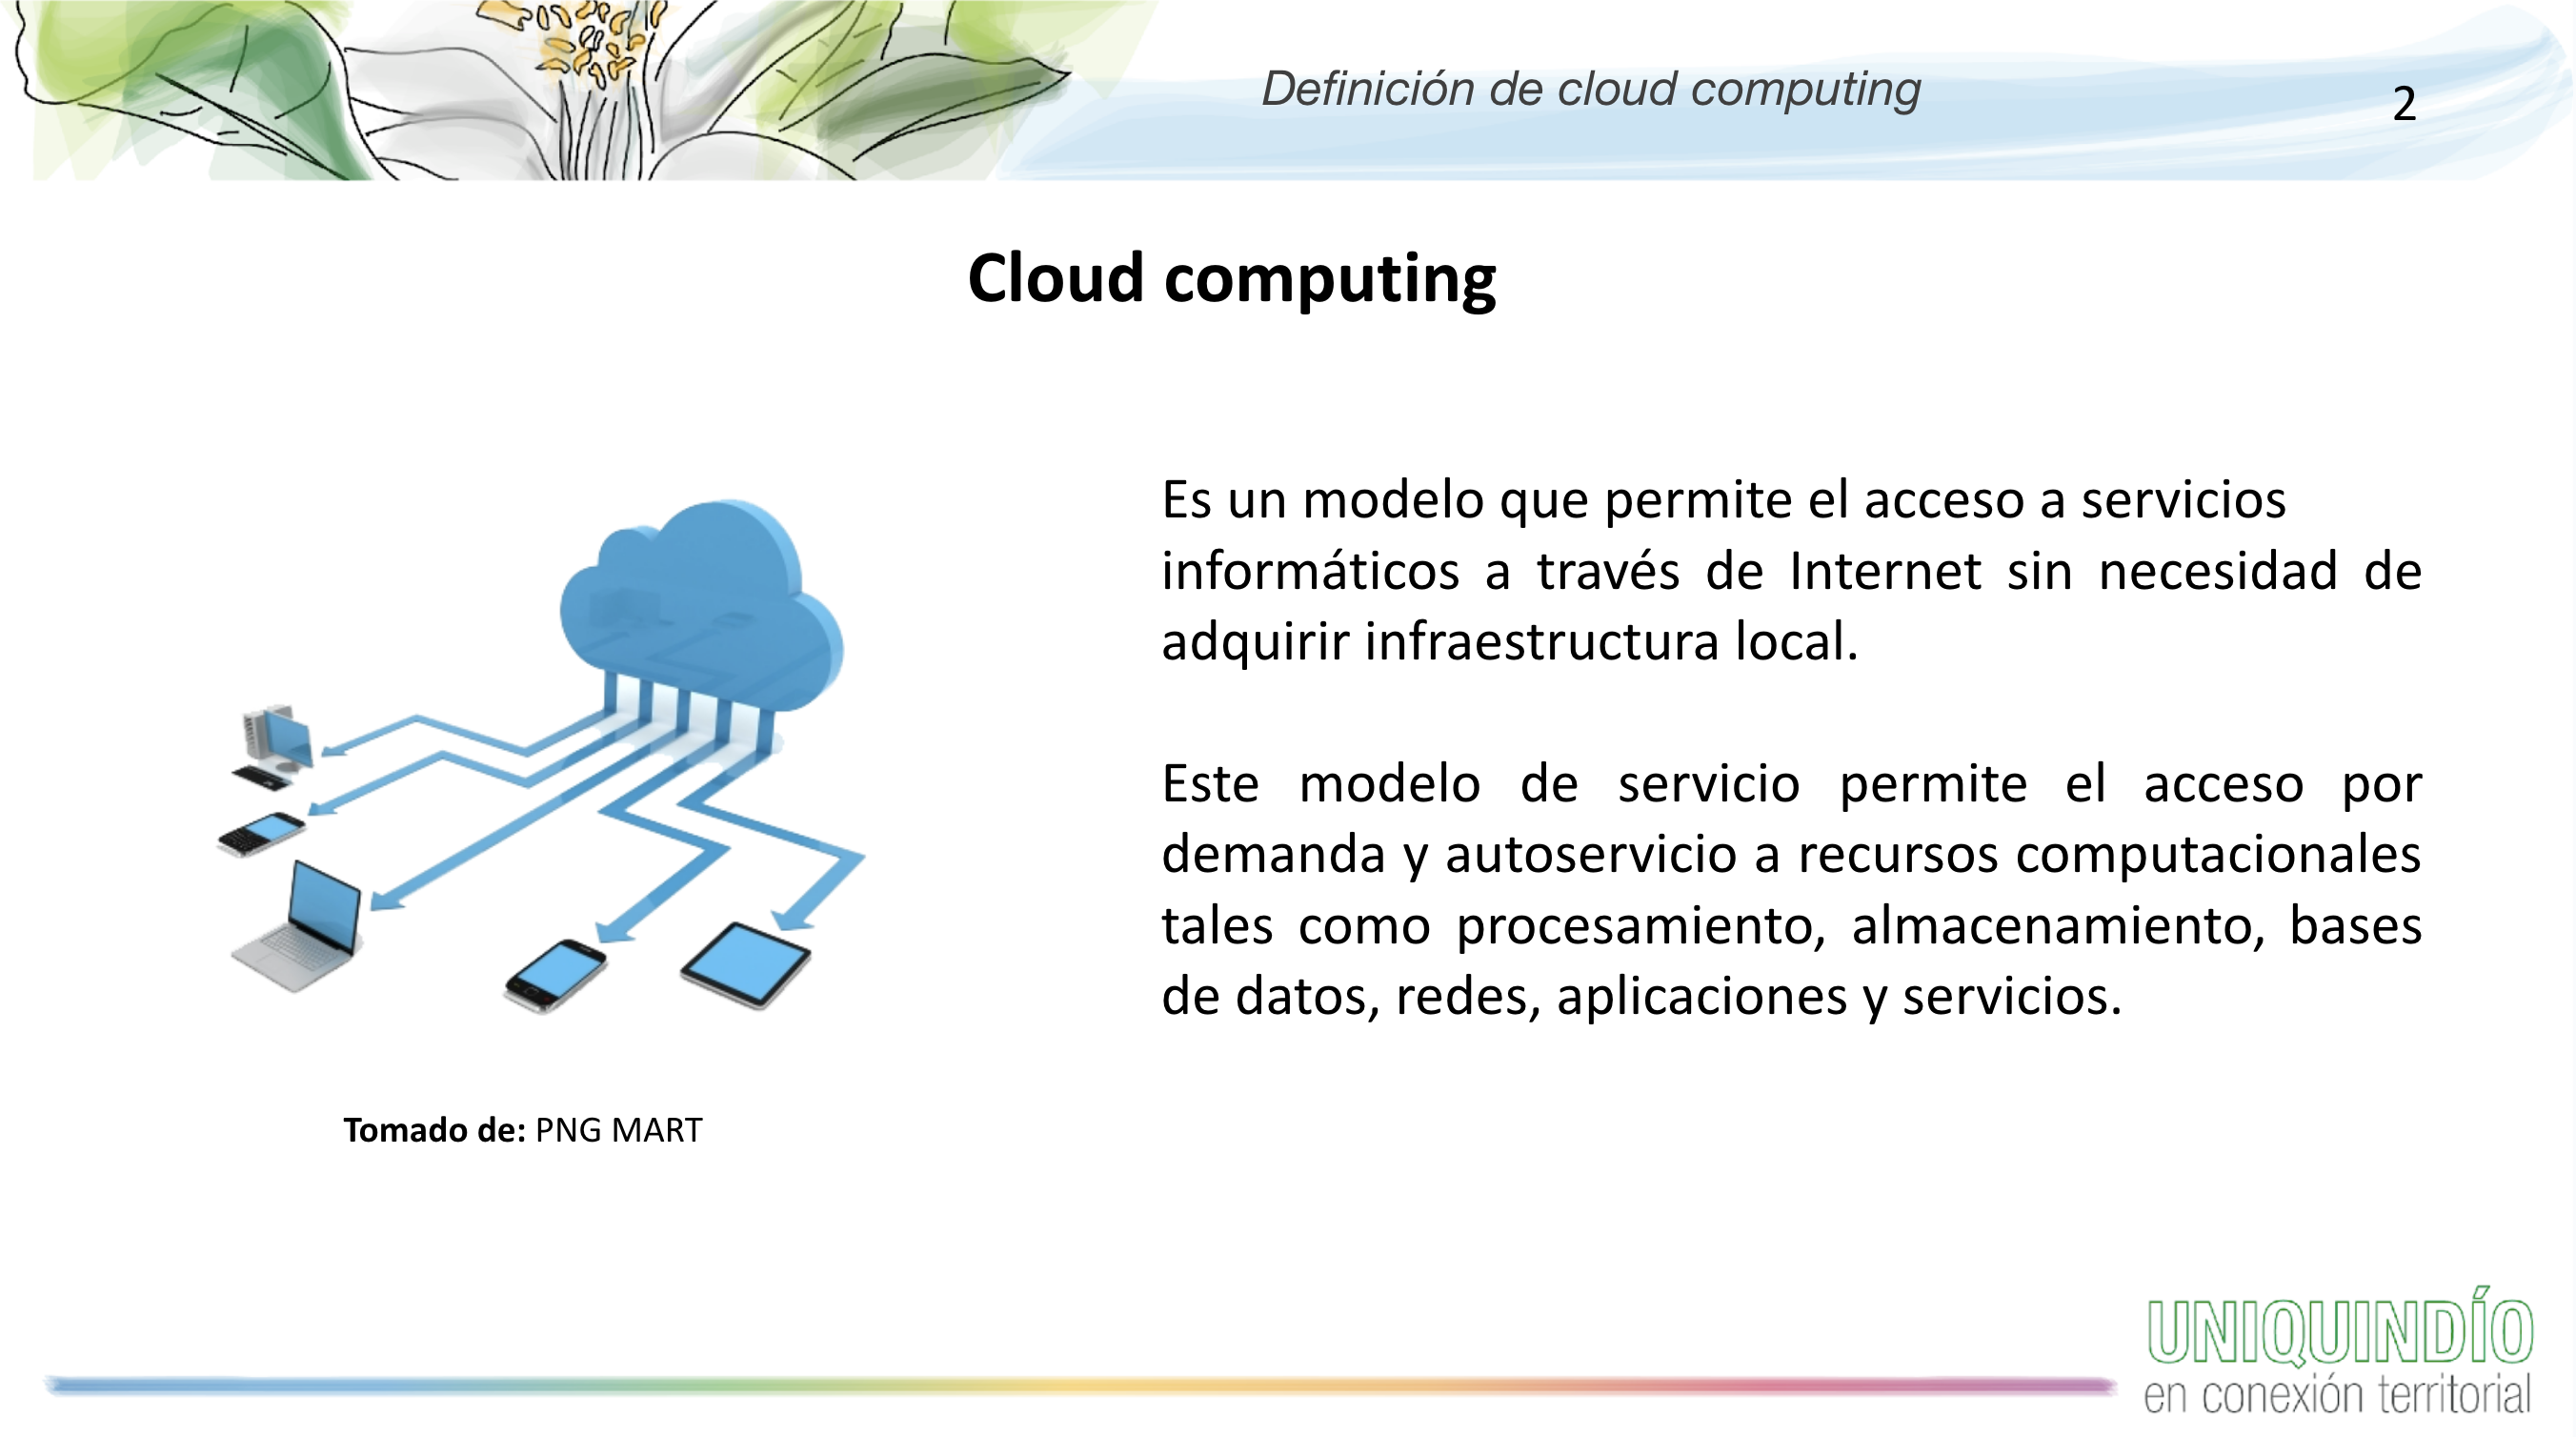 Definición de cloud computing
2
Cloud computing
Es un modelo que permite el acceso a servicios
informáticos a través de Internet sin necesidad de
adquirir infraestructura local.
Este modelo de servicio permite el acceso por
demanda y autoservicio a recursos computacionales
tales como procesamiento, almacenamiento, bases
de datos, redes, aplicaciones y servicios.
Tomado de: PNG MART
UNIQUINDÍO
en conexión territorial